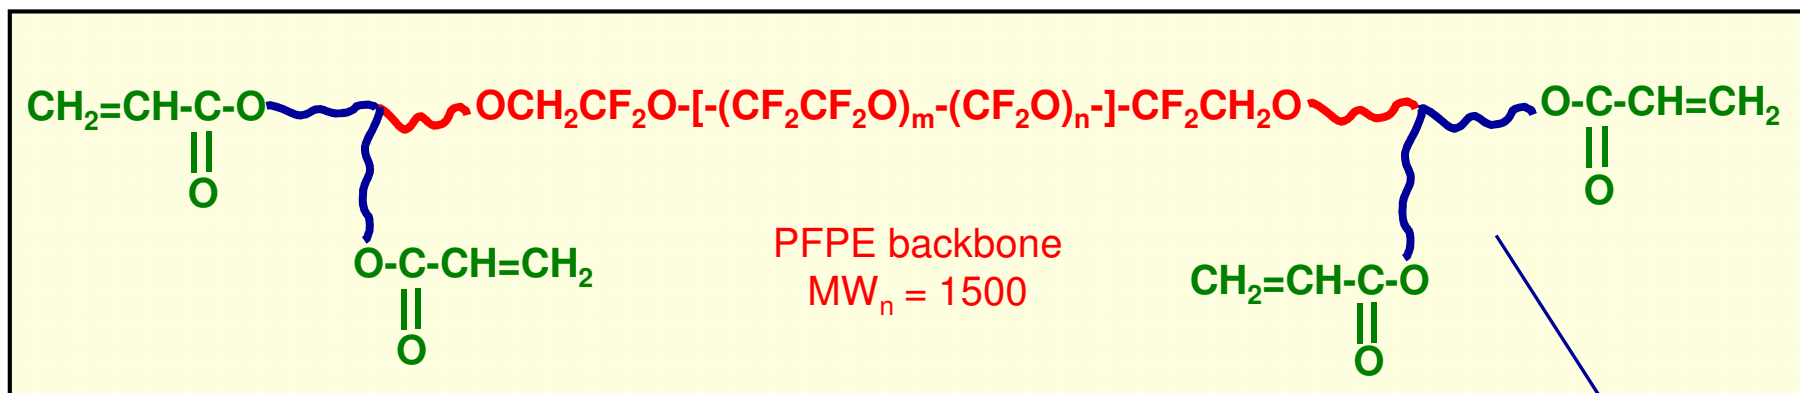 CH₂=CH-C-O OCH₂CF₂O-[-(CF₂CF₂O)ₘ-(CF₂O)ₙ-]-CF₂CH₂O O-C-CH=CH₂
O O
PFPE backbone
O-C-CH=CH₂ CH₂=CH-C-O
MWₙ = 1500
O O